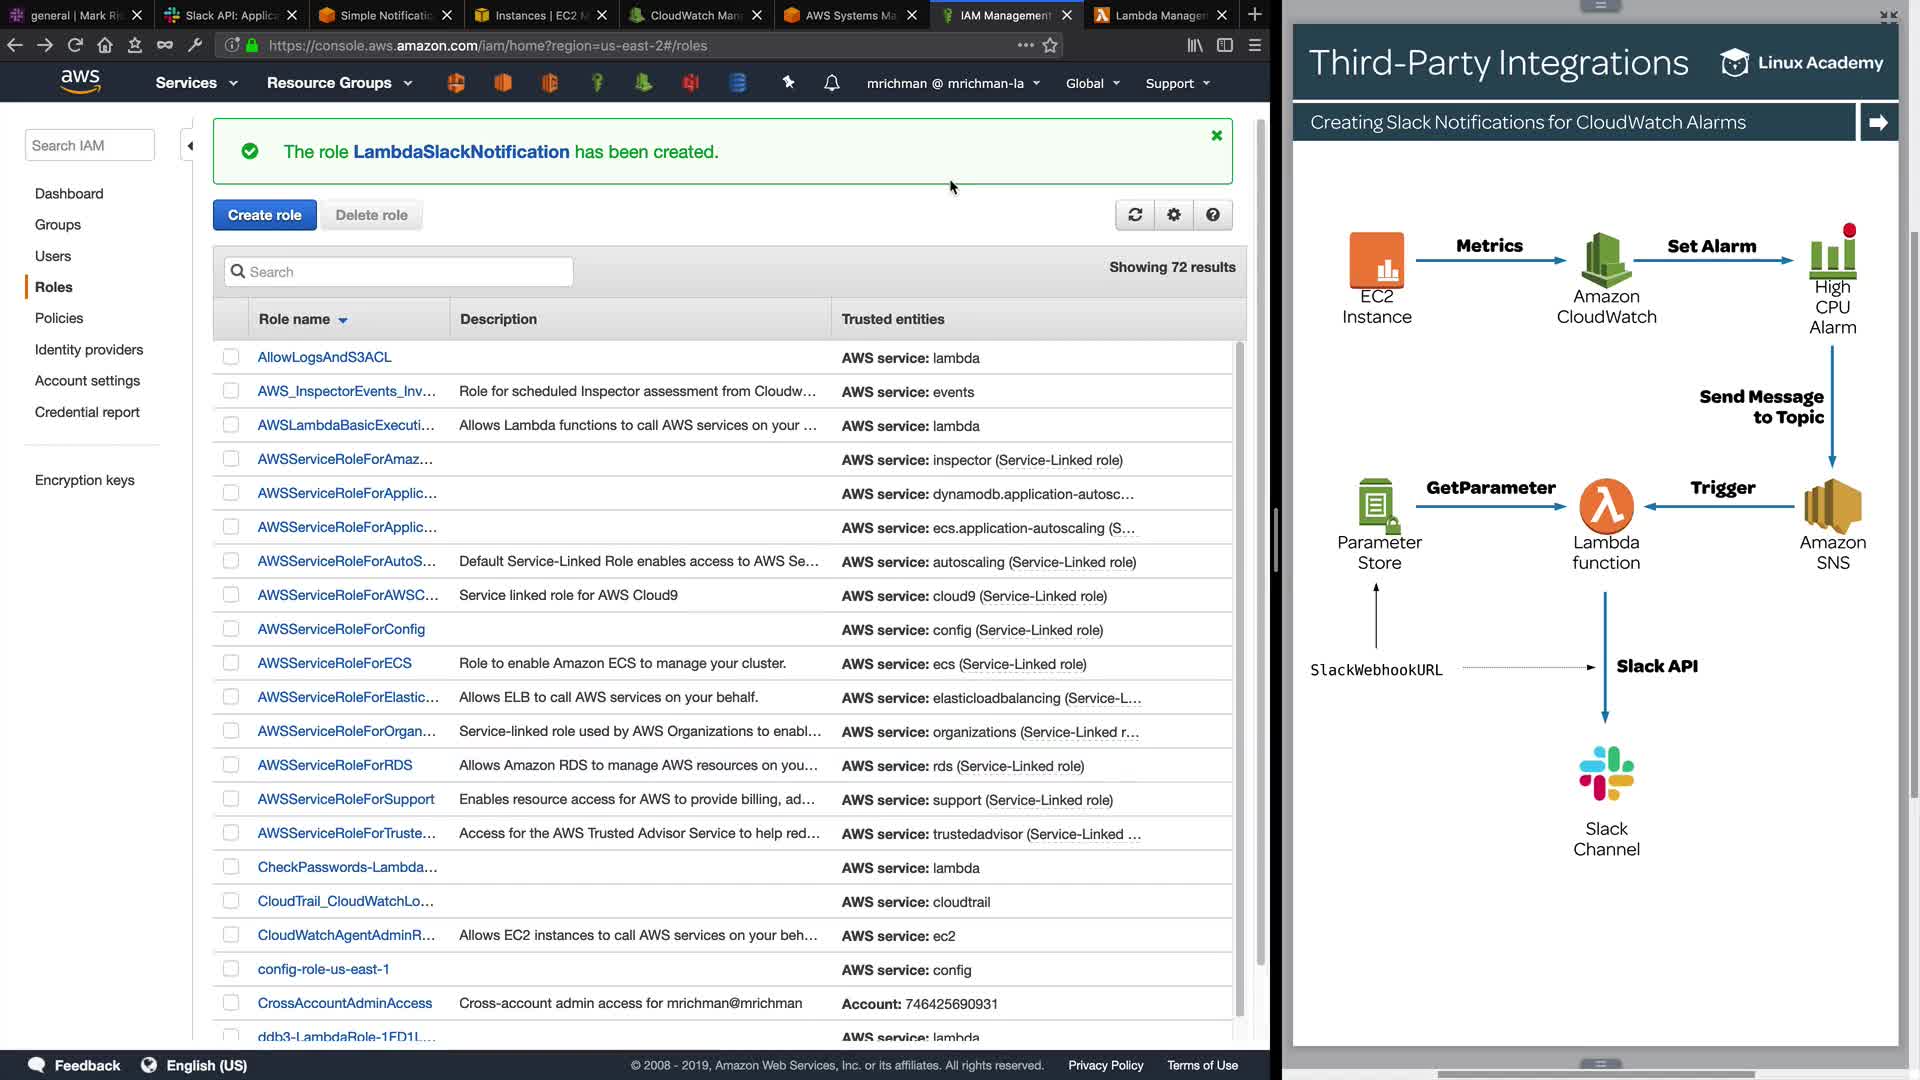 general | Mark Ri
Slack API: Applica
Simple Notificatio
Instances | EC2 M
CloudWatch Man
AWS Systems Ma
IAM Management
Lambda Manager
https://console.aws.amazon.com/iam/home?region=us-east-2#/roles
aws
Services
Resource Groups
mrichman @ mrichman-la
Global
Support
Search IAM
Dashboard
Groups
Users
Roles
Policies
Identity providers
Account settings
Credential report
Encryption keys
The role LambdaSlackNotification has been created.
Create role
Delete role
Search
Showing 72 results
Role name
Description
Trusted entities
AllowLogsAndS3ACL
AWS service: lambda
AWS_InspectorEvents_Inv…
Role for scheduled Inspector assessment from Cloudw…
AWS service: events
AWSLambdaBasicExecuti…
Allows Lambda functions to call AWS services on your …
AWS service: lambda
AWSServiceRoleForAmaz…
AWS service: inspector (Service-Linked role)
AWSServiceRoleForApplic…
AWS service: dynamodb.application-autosc…
AWSServiceRoleForApplic…
AWS service: ecs.application-autoscaling (S…
AWSServiceRoleForAutoS…
Default Service-Linked Role enables access to AWS Se…
AWS service: autoscaling (Service-Linked role)
AWSServiceRoleForAWSC…
Service linked role for AWS Cloud9
AWS service: cloud9 (Service-Linked role)
AWSServiceRoleForConfig
AWS service: config (Service-Linked role)
AWSServiceRoleForECS
Role to enable Amazon ECS to manage your cluster.
AWS service: ecs (Service-Linked role)
AWSServiceRoleForElastic…
Allows ELB to call AWS services on your behalf.
AWS service: elasticloadbalancing (Service-L…
AWSServiceRoleForOrgan…
Service-linked role used by AWS Organizations to enabl…
AWS service: organizations (Service-Linked r…
AWSServiceRoleForRDS
Allows Amazon RDS to manage AWS resources on you…
AWS service: rds (Service-Linked role)
AWSServiceRoleForSupport
Enables resource access for AWS to provide billing, ad…
AWS service: support (Service-Linked role)
AWSServiceRoleForTruste…
Access for the AWS Trusted Advisor Service to help red…
AWS service: trustedadvisor (Service-Linked …
CheckPasswords-Lambda…
AWS service: lambda
CloudTrail_CloudWatchLo…
AWS service: cloudtrail
CloudWatchAgentAdminR…
Allows EC2 instances to call AWS services on your beh…
AWS service: ec2
config-role-us-east-1
AWS service: config
CrossAccountAdminAccess
Cross-account admin access for mrichman@mrichman
Account: 746425690931
ddb3-LambdaRole-1FD1L…
AWS service: lambda
Feedback
English (US)
© 2008 - 2019, Amazon Web Services, Inc. or its affiliates. All rights reserved.
Privacy Policy
Terms of Use
Third-Party Integrations
Linux Academy
Creating Slack Notifications for CloudWatch Alarms
Metrics
Set Alarm
EC2
Instance
Amazon
CloudWatch
High
CPU
Alarm
Send Message
to Topic
GetParameter
Trigger
Parameter
Store
Lambda
function
Amazon
SNS
SlackWebhookURL
Slack API
Slack
Channel